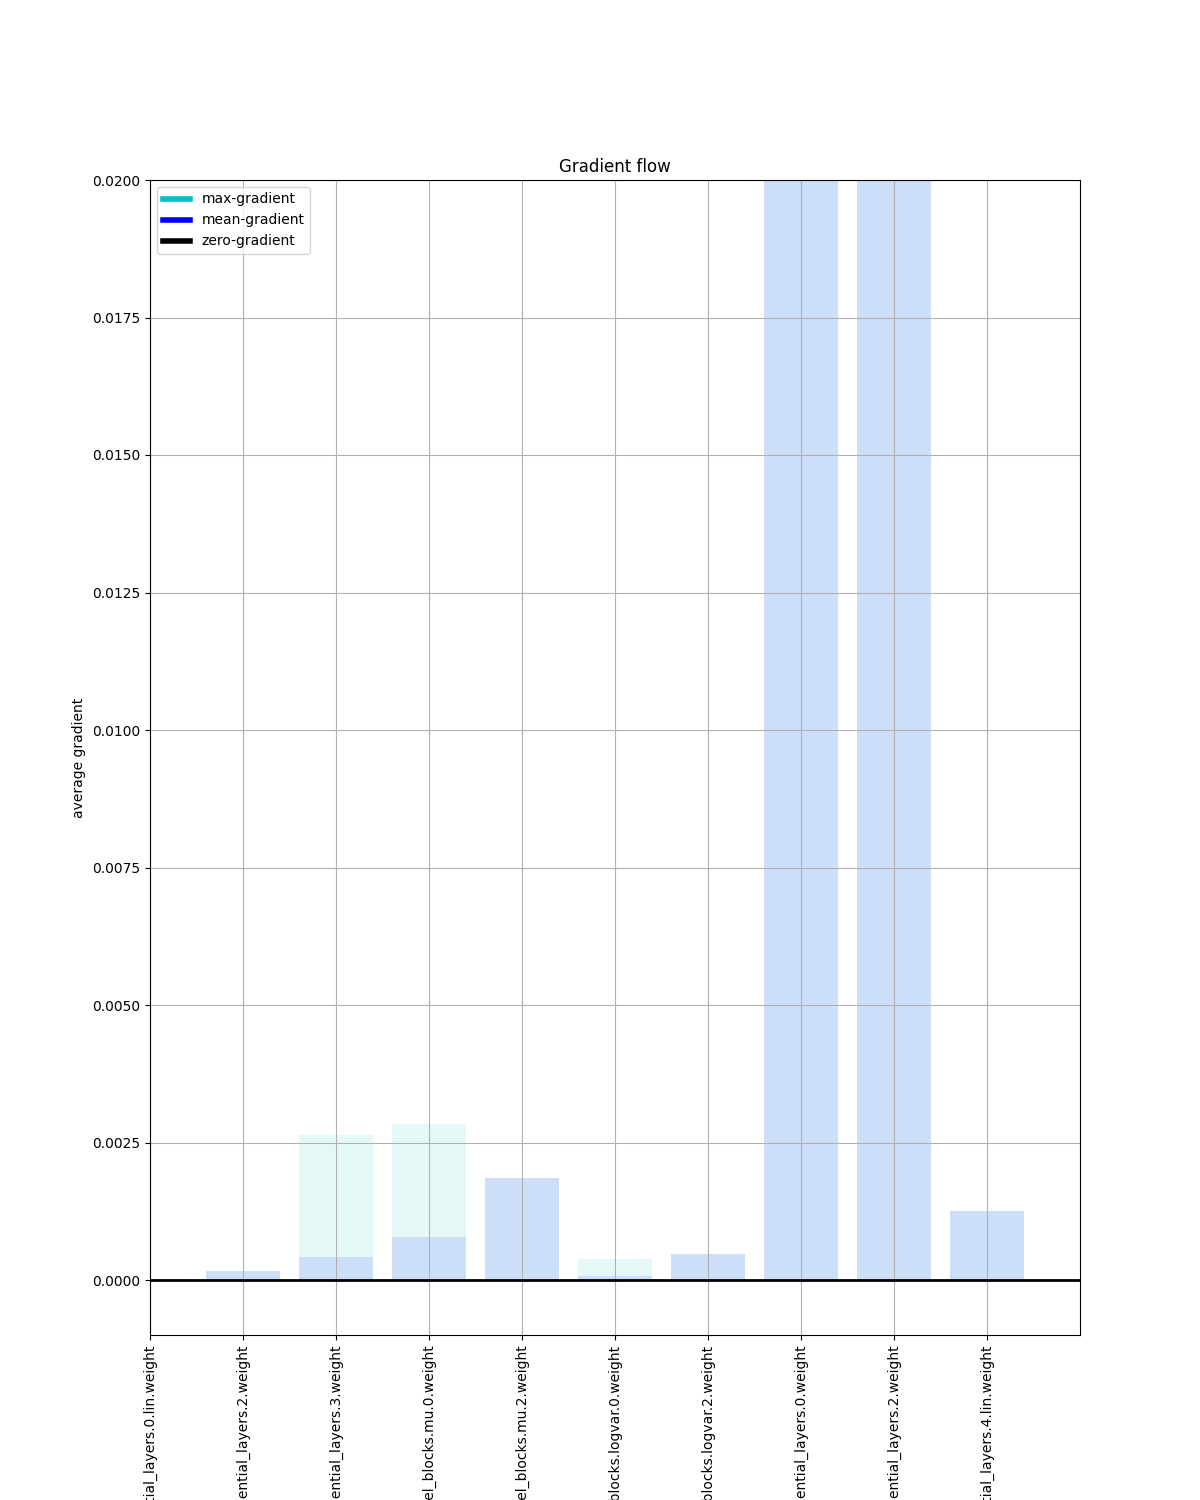 Gradient flow
max-gradient
mean-gradient
zero-gradient
0.0200
0.0175
0.0150
0.0125
0.0100
0.0075
0.0050
0.0025
0.0000
average gradient
tial_layers.0.lin.weight
ential_layers.2.weight
ential_layers.3.weight
el_blocks.mu.0.weight
el_blocks.mu.2.weight
blocks.logvar.0.weight
blocks.logvar.2.weight
ential_layers.0.weight
ential_layers.2.weight
tial_layers.4.lin.weight